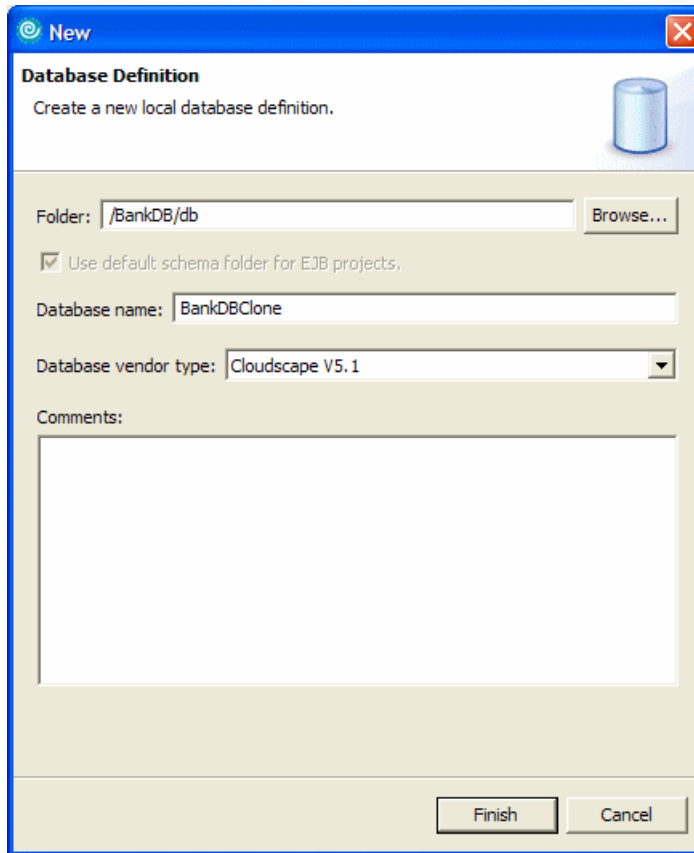 New
Database Definition
Create a new local database definition.
Folder: /BankDB/db Browse...
Use default schema folder for EJB projects.
Database name: BankDBClone
Database vendor type: Cloudscape V5.1
Comments:
Finish Cancel